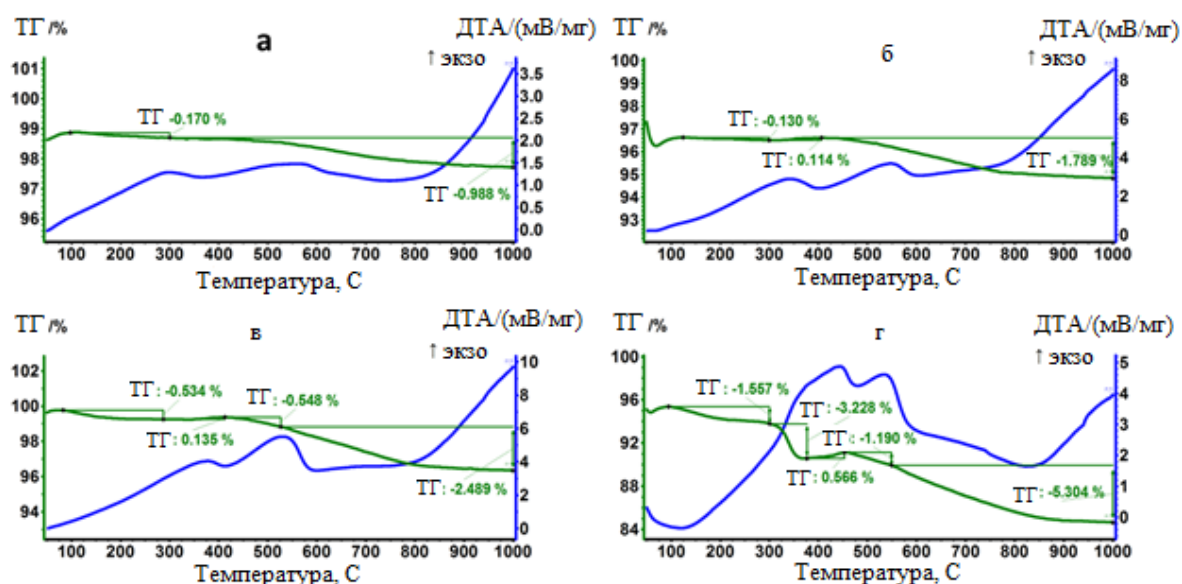 ТГ /%
а
ДТА/(мВ/мг)
↑ экзо
101
100
99
98
97
96
ТГ -0.170 %
ТГ -0.988 %
3.5
3.0
2.5
2.0
1.5
1.0
0.5
0.0
100 200 300 400 500 600 700 800 900 1000
Температура, С
ТГ /%
б
ДТА/(мВ/мг)
↑ экзо
100
99
98
97
96
95
94
93
ТГ : -0.130 %
ТГ : 0.114 %
ТГ -1.789 %
8
6
4
2
0
100 200 300 400 500 600 700 800 900 1000
Температура, С
ТГ /%
в
ДТА/(мВ/мг)
↑ экзо
102
100
98
96
94
ТГ : -0.534 %
ТГ : -0.548 %
ТГ : 0.135 %
ТГ : -2.489 %
10
8
6
4
2
0
100 200 300 400 500 600 700 800 900 1000
Температура, С
ТГ /%
г
ДТА/(мВ/мг)
↑ экзо
100
96
92
88
84
ТГ : -1.557 %
ТГ : -3.228 %
ТГ : -1.190 %
ТГ : 0.566 %
ТГ : -5.304 %
5
4
3
2
1
0
100 200 300 400 500 600 700 800 900 1000
Температура, С